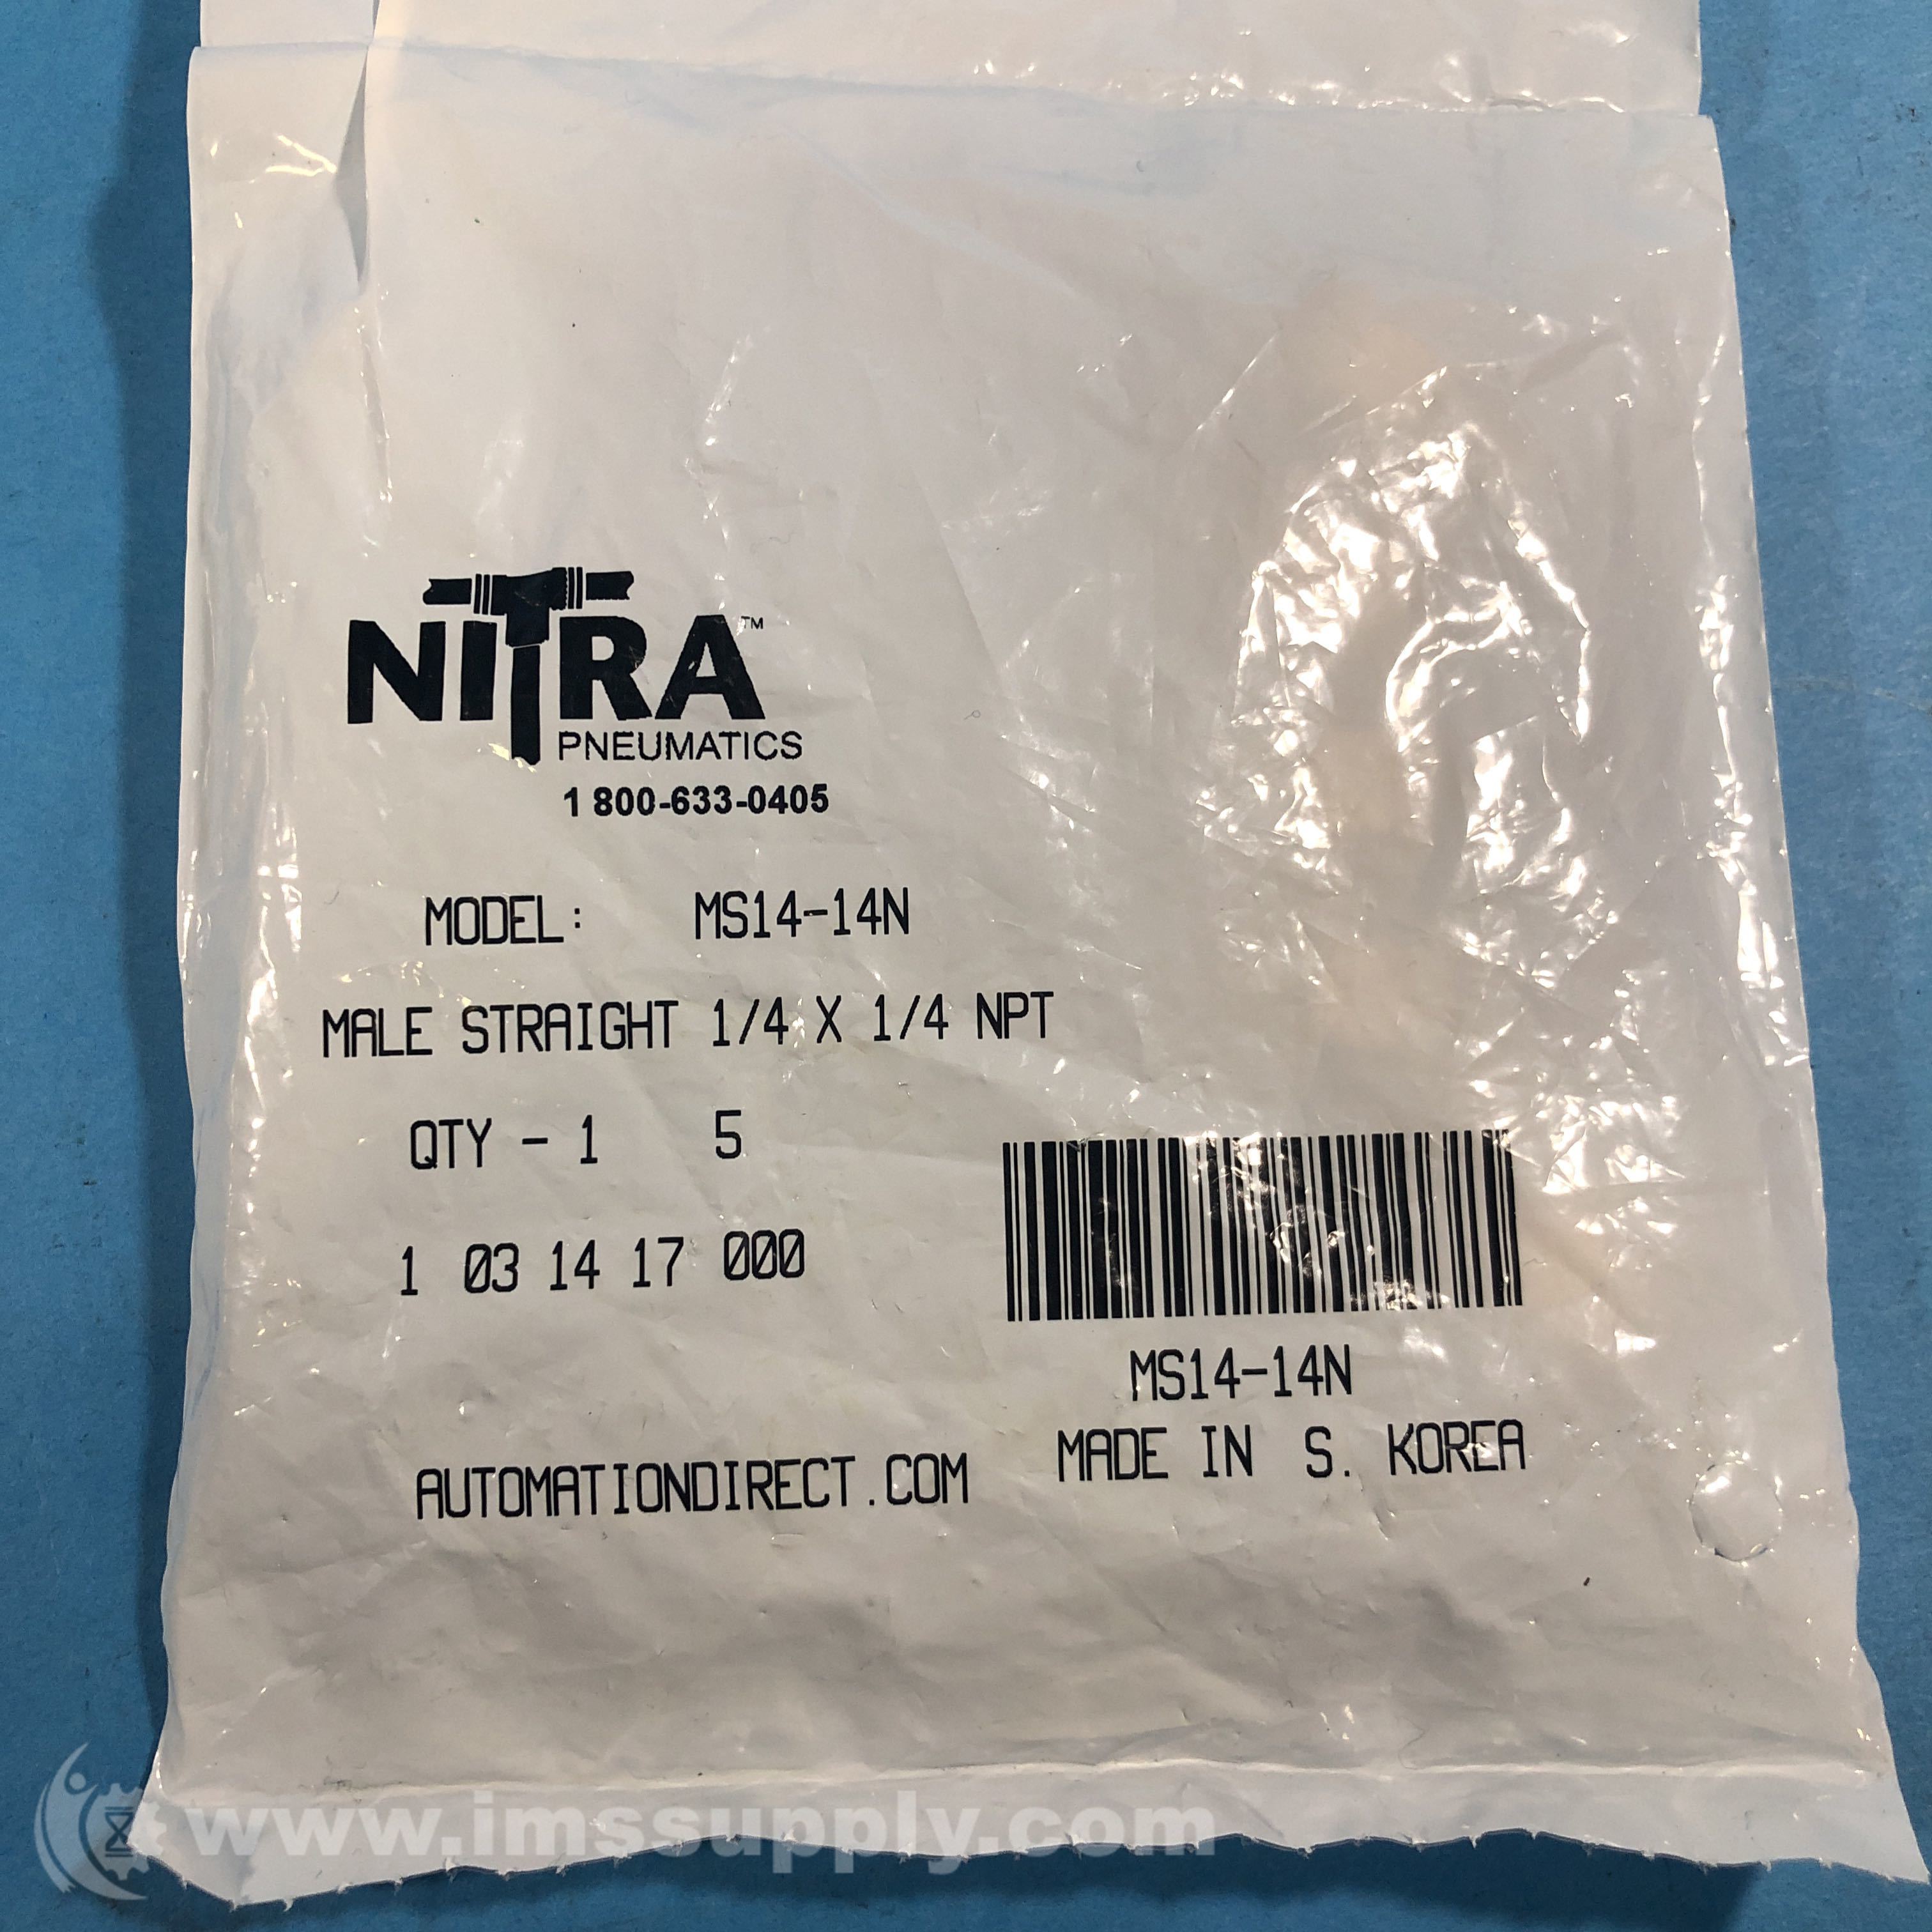 NITRA™
PNEUMATICS
1 800-633-0405
MODEL: MS14-14N
MALE STRAIGHT 1/4 X 1/4 NPT
QTY - 1 5
1 03 14 17 000
MS14-14N
MADE IN S. KOREA
AUTOMATIONDIRECT.COM
www.imssupply.com